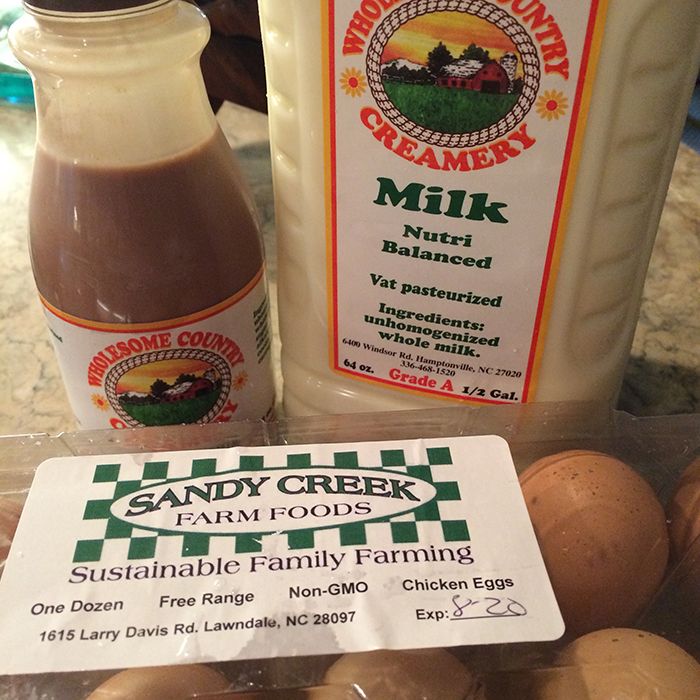 WHOLESOME COUNTRY
CREAMERY
Milk
Nutri
Balanced
Vat pasteurized
Ingredients:
unhomogenized
whole milk.
6400 Windsor Rd. Hamptonville, NC 27020
336-468-1520
64 oz. Grade A 1/2 Gal.
WHOLESOME COUNTRY
SANDY CREEK
FARM FOODS
Sustainable Family Farming
One Dozen Free Range Non-GMO Chicken Eggs
1615 Larry Davis Rd. Lawndale, NC 28097 Exp: 8-20